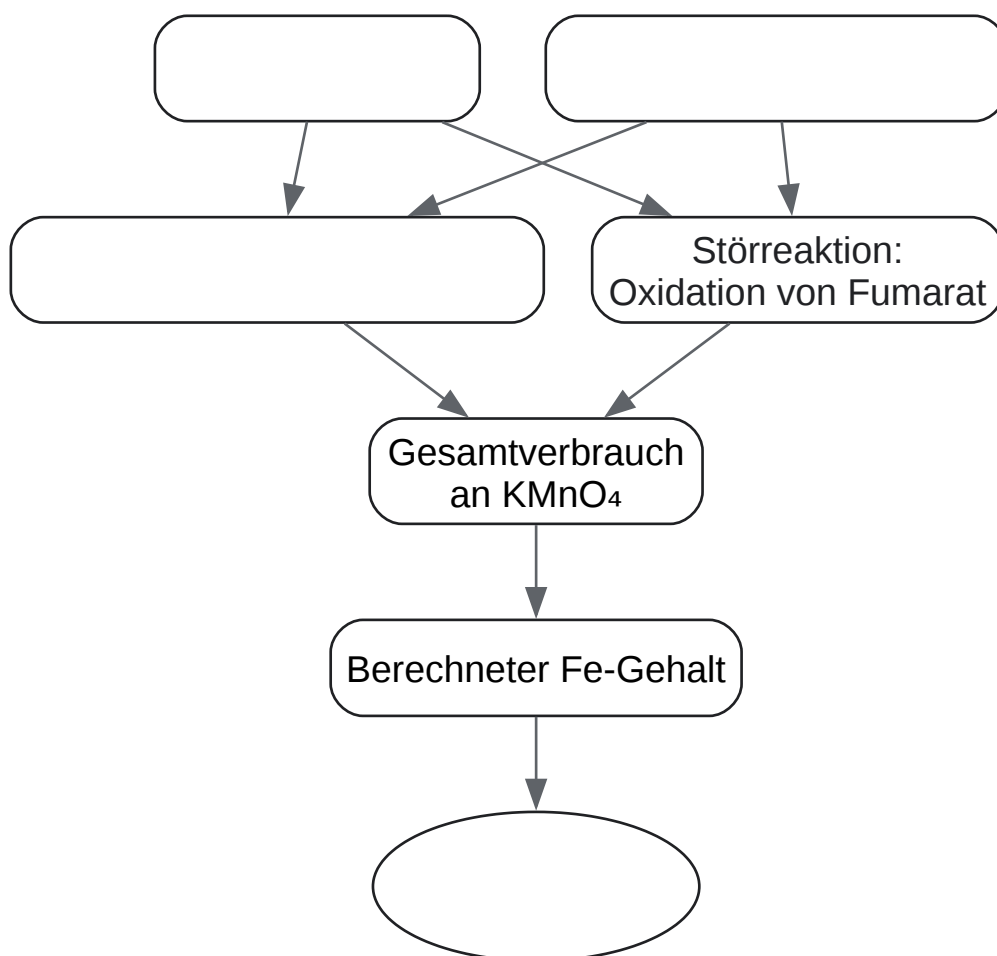 Störreaktion:
Oxidation von Fumarat
Gesamtverbrauch
an KMnO₄
Berechneter Fe-Gehalt